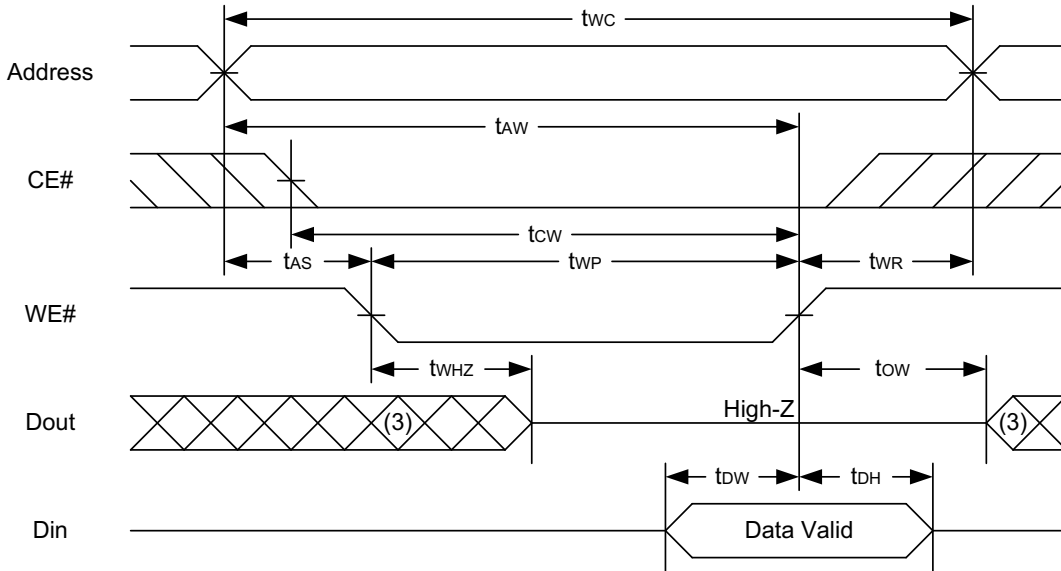 tWC
Address
tAW
CE#
tCW
tAS tWP tWR
WE#
tWHZ tOW
Dout (3) High-Z (3)
tDW tDH
Din Data Valid